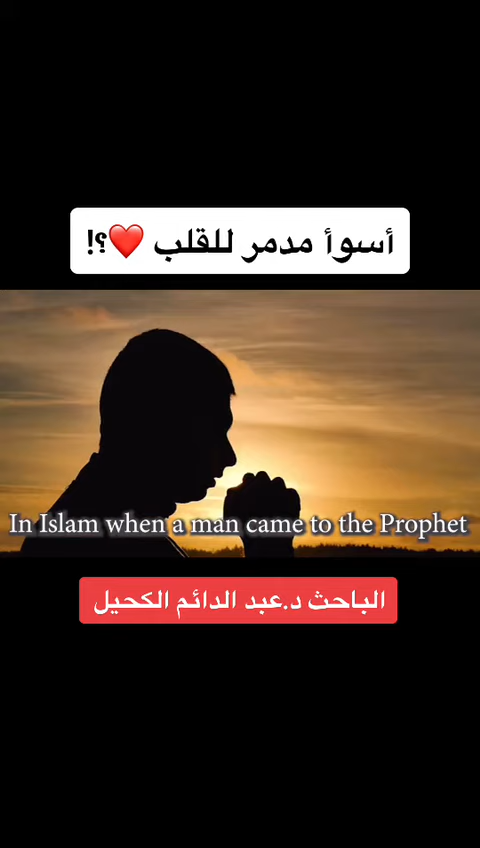 أسوأ مدمر للقلب ❤️؟!
In Islam when a man came to the Prophet
الباحث د.عبد الدائم الكحيل